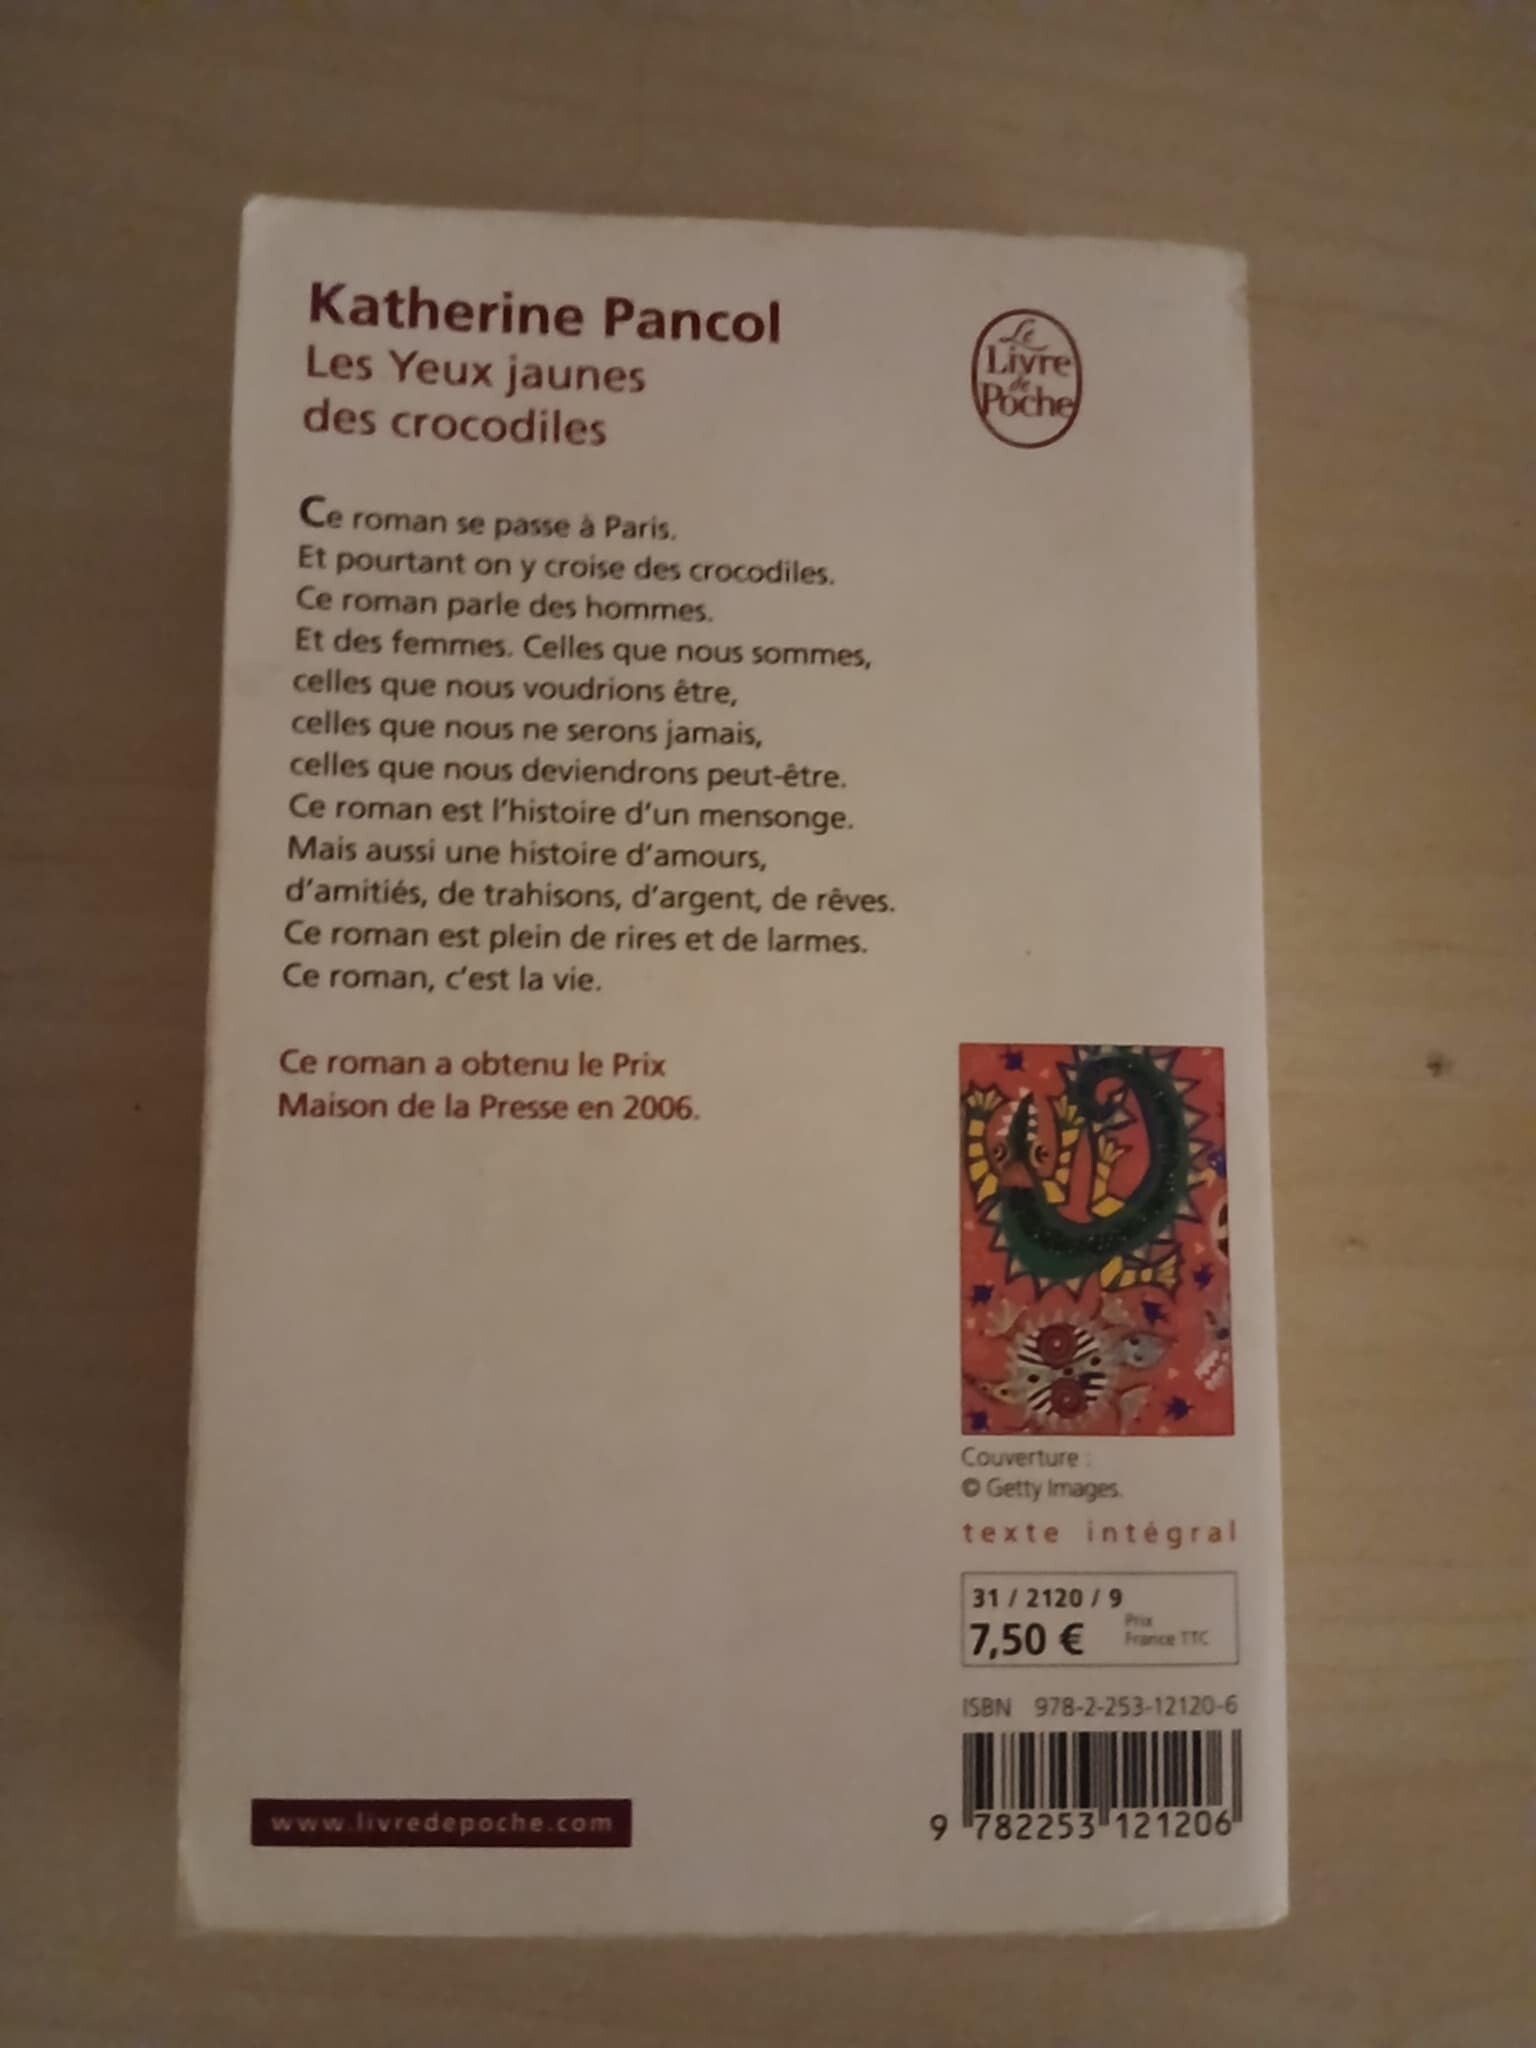 Katherine Pancol
Les Yeux jaunes
des crocodiles
Le
Livre
de
Poche
Ce roman se passe à Paris.
Et pourtant on y croise des crocodiles.
Ce roman parle des hommes.
Et des femmes. Celles que nous sommes,
celles que nous voudrions être,
celles que nous ne serons jamais,
celles que nous deviendrons peut-être.
Ce roman est l'histoire d'un mensonge.
Mais aussi une histoire d'amours,
d'amitiés, de trahisons, d'argent, de rêves.
Ce roman est plein de rires et de larmes.
Ce roman, c'est la vie.
Ce roman a obtenu le Prix
Maison de la Presse en 2006.
Couverture :
© Getty Images.
texte intégral
31 / 2120 / 9
7,50 €
Prix
France TTC
ISBN 978-2-253-12120-6
9 782253 121206
www.livredepoche.com